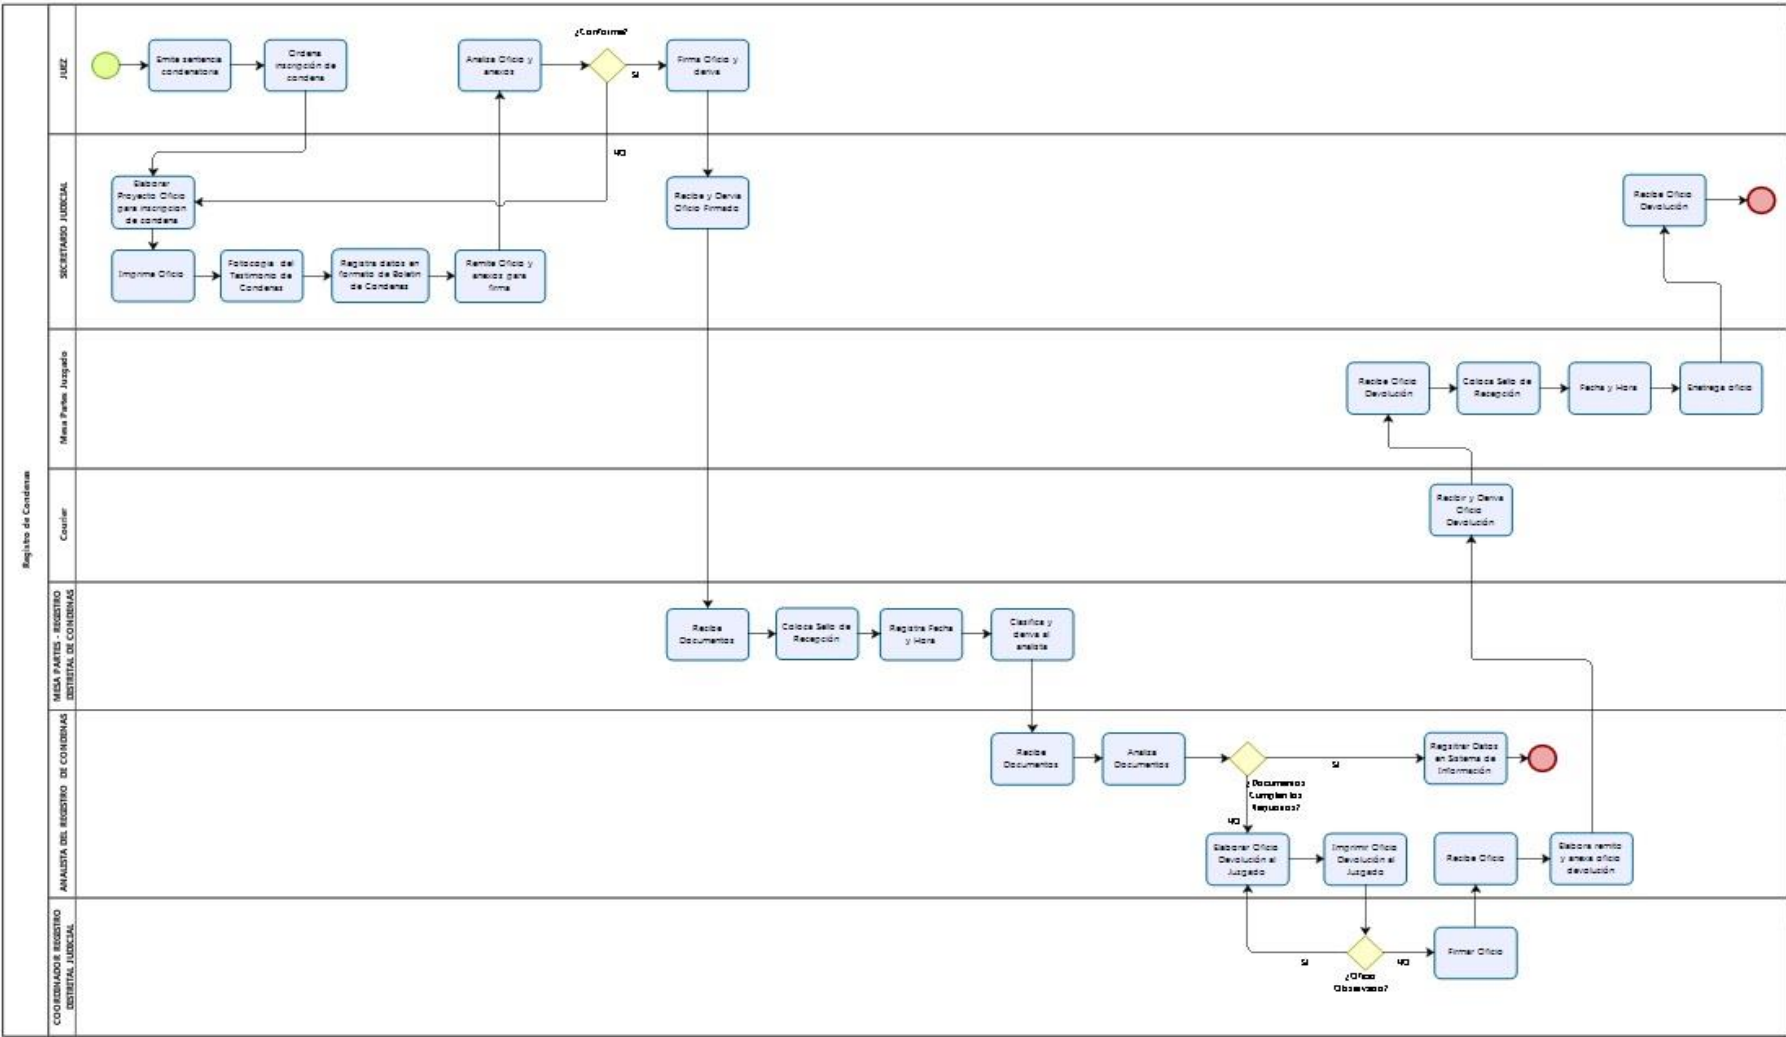 Registro de Condenas
JUEZ
Emite sentencia
condenatoria
Ordena
inscripción de
condena
Analiza Oficio y
anexos
¿Conforme?
SI
NO
Firma Oficio y
deriva
SECRETARIO JUDICIAL
Elaborar
Proyecto Oficio
para inscripcion
de condena
Imprime Oficio
Fotocopia del
Testimonio de
Condenas
Registra datos en
formato de Boletin
de Condenas
Remite Oficio y
anexos para
firma
Recibe y Deriva
Oficio Firmado
Recibe Oficio
Devolución
Mesa Partes Juzgado
Recibe Oficio
Devolución
Coloca Sello de
Recepción
Fecha y Hora
Enetrega oficio
Courier
Recibir y Deriva
Oficio
Devolución
MESA PARTES - REGISTRO
DISTRITAL DE CONDENAS
Recibe
Documentos
Coloca Sello de
Recepción
Registra Fecha
y Hora
Clasifica y
deriva al
analista
ANALISTA DEL REGISTRO DE CONDENAS
Recibe
Documentos
Analiza
Documentos
¿Documentos
Cumplen los
Requisitos?
SI
NO
Registrar Datos
en Sistema de
Información
Elaborar Oficio
Devolución al
Juzgado
Imprimir Oficio
Devolución al
Juzgado
Recibe Oficio
Elabora remito
y anexa oficio
devolución
COORDINADOR REGISTRO
DISTRITAL JUDICIAL
SI
¿Oficio
Observado?
NO
Firmar Oficio